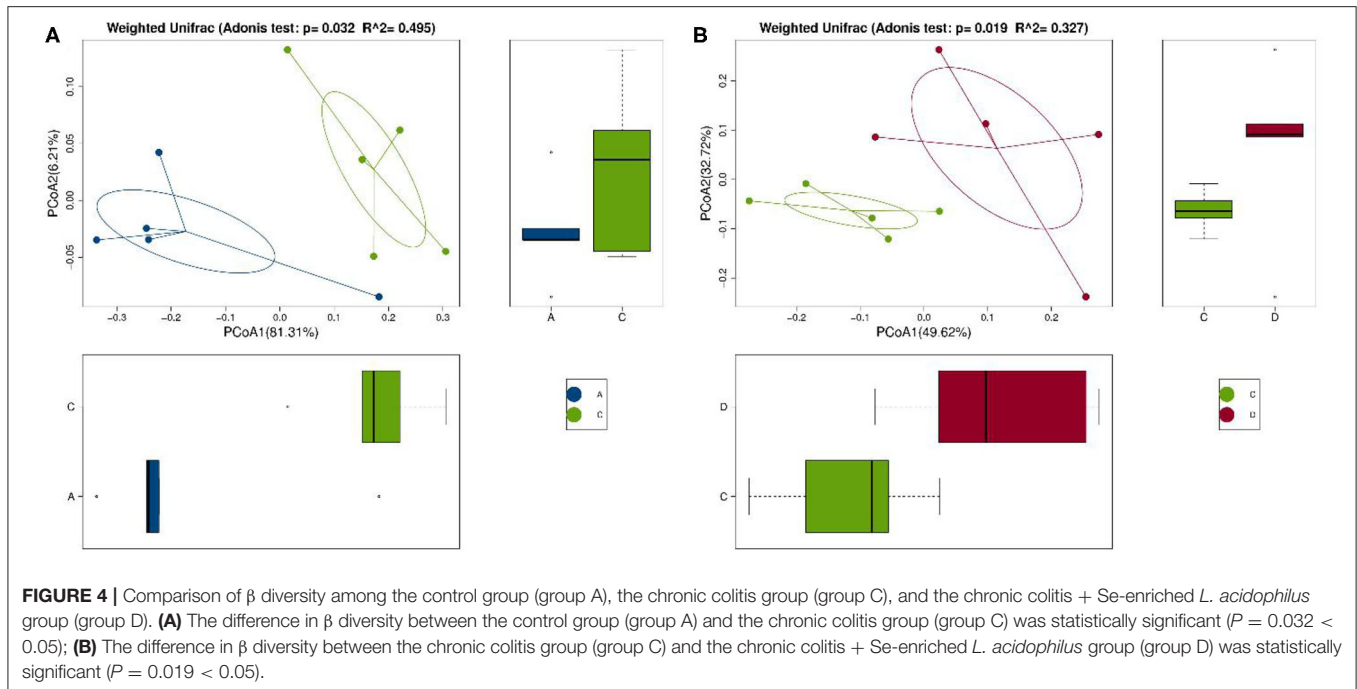 A
Weighted Unifrac (Adonis test: p= 0.032 R^2= 0.495)
PCoA2(6.21%)
0.10
0.05
0.00
−0.05
−0.3 −0.2 −0.1 0.0 0.1 0.2 0.3
PCoA1(81.31%)
A C
C
A
A
C
B
Weighted Unifrac (Adonis test: p= 0.019 R^2= 0.327)
PCoA2(32.72%)
0.2
0.1
0.0
−0.1
−0.2
−0.2 −0.1 0.0 0.1 0.2
PCoA1(49.62%)
C D
D
C
C
D
FIGURE 4 | Comparison of β diversity among the control group (group A), the chronic colitis group (group C), and the chronic colitis + Se-enriched L. acidophilus
group (group D). (A) The difference in β diversity between the control group (group A) and the chronic colitis group (group C) was statistically significant (P = 0.032 <
0.05); (B) The difference in β diversity between the chronic colitis group (group C) and the chronic colitis + Se-enriched L. acidophilus group (group D) was statistically
significant (P = 0.019 < 0.05).